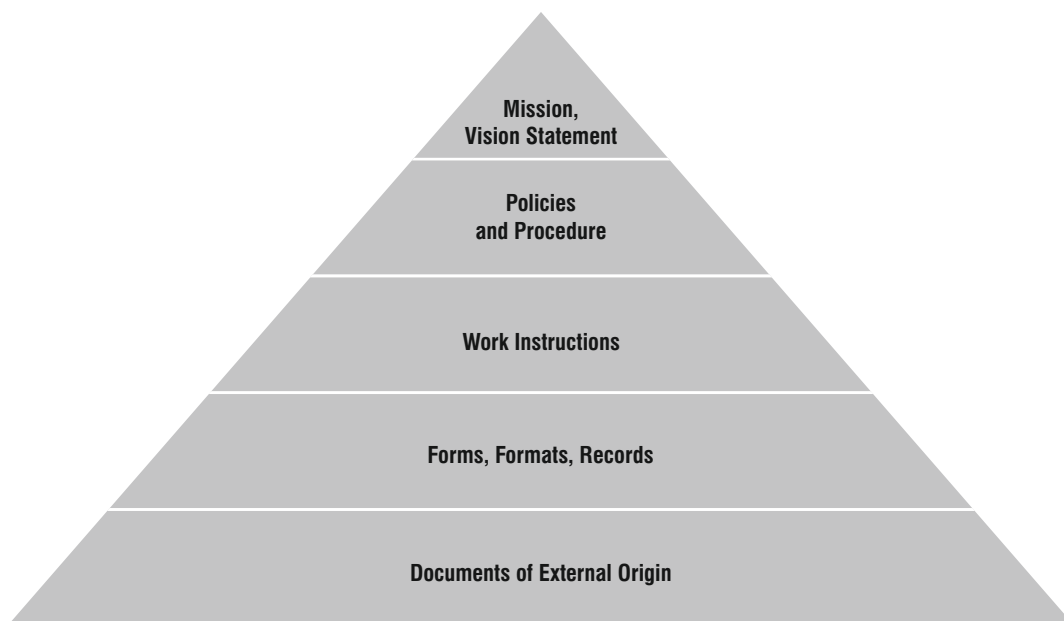 Mission,
Vision Statement
Policies
and Procedure
Work Instructions
Forms, Formats, Records
Documents of External Origin